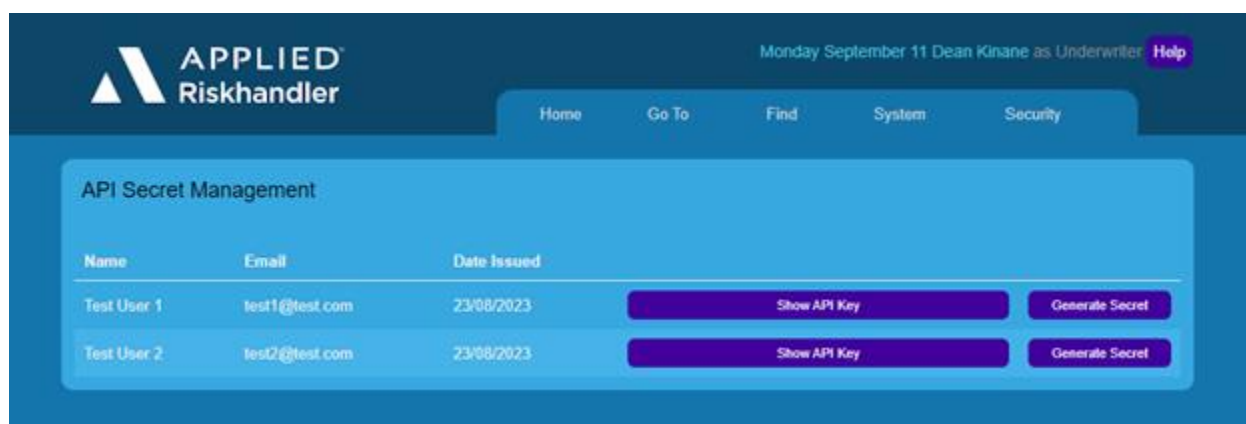 APPLIED
Riskhandler
Monday September 11 Dean Kinane as Underwriter Help
Home Go To Find System Security
API Secret Management
Name Email Date Issued
Test User 1 test1@test.com 23/08/2023 Show API Key Generate Secret
Test User 2 test2@test.com 23/08/2023 Show API Key Generate Secret